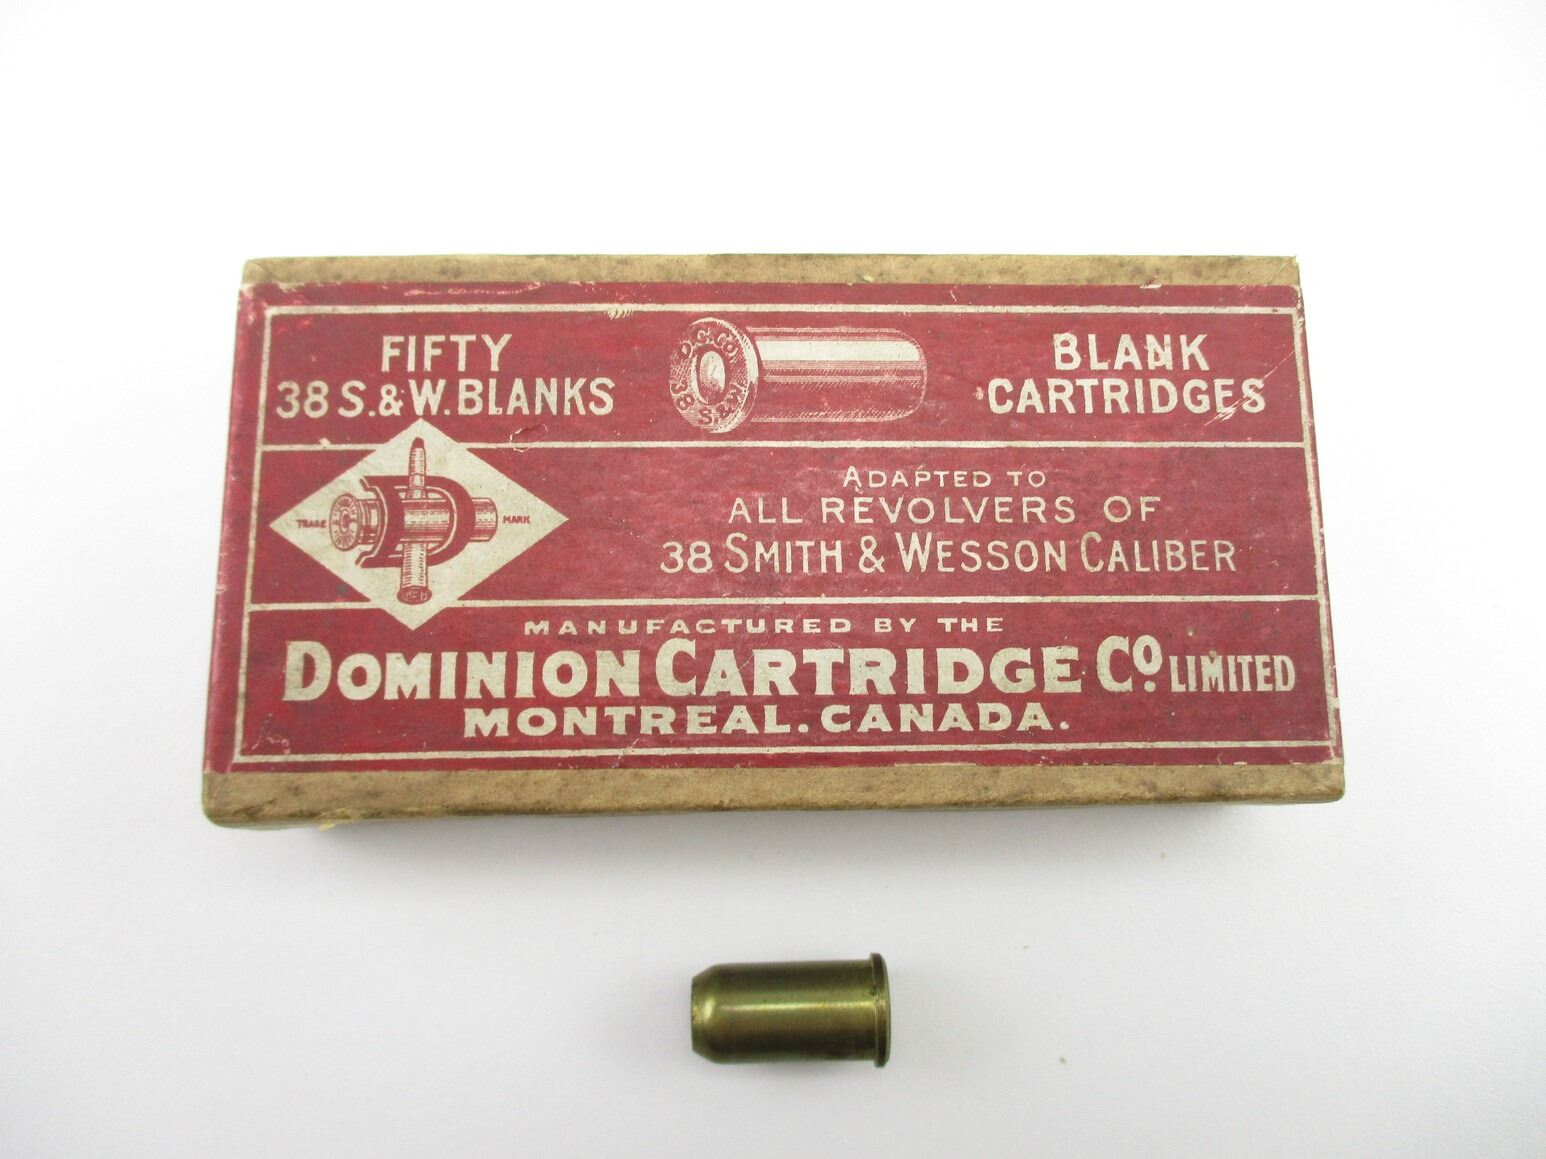 FIFTY
38 S. & W. BLANKS
D.C.CO.
38 S.&W.
BLANK
CARTRIDGES
TRADE MARK
ADAPTED TO
ALL REVOLVERS OF
38 SMITH & WESSON CALIBER
MANUFACTURED BY THE
DOMINION CARTRIDGE CO. LIMITED
MONTREAL. CANADA.